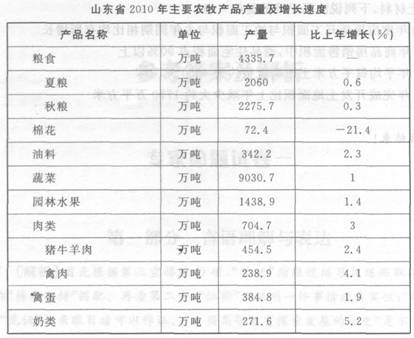 山东省2010年主要农牧产品产量及增长速度
产品名称 单位 产量 比上年增长(%)
粮食 万吨 4335.7 —
夏粮 万吨 2060 0.6
秋粮 万吨 2275.7 0.3
棉花 万吨 72.4 -21.4
油料 万吨 342.2 2.3
蔬菜 万吨 9030.7 1
园林水果 万吨 1438.9 1.4
肉类 万吨 704.7 3
猪牛羊肉 万吨 454.5 2.4
禽肉 万吨 238.9 4.1
禽蛋 万吨 384.8 1.9
奶类 万吨 271.6 5.2